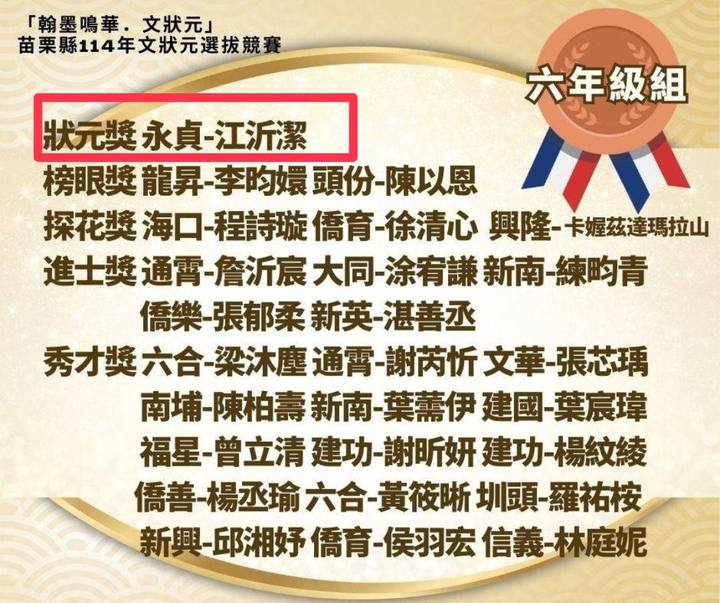 「翰墨鳴華．文狀元」
苗栗縣114年文狀元選拔競賽
六年級組
狀元獎 永貞-江沂潔
榜眼獎 龍昇-李昀嬛 頭份-陳以恩
探花獎 海口-程詩璇 僑育-徐清心 興隆-卡媉茲達瑪拉山
進士獎 通霄-詹沂宸 大同-涂宥謙 新南-練畇青
僑樂-張郁柔 新英-湛善丞
秀才獎 六合-梁沐塵 通霄-謝芮忻 文華-張芯瑀
南埔-陳柏壽 新南-葉薷伊 建國-葉宸瑋
福星-曾立清 建功-謝昕妍 建功-楊紋綾
僑善-楊丞瑜 六合-黃筱晰 圳頭-羅祐桉
新興-邱湘妤 僑育-侯羽宏 信義-林庭妮